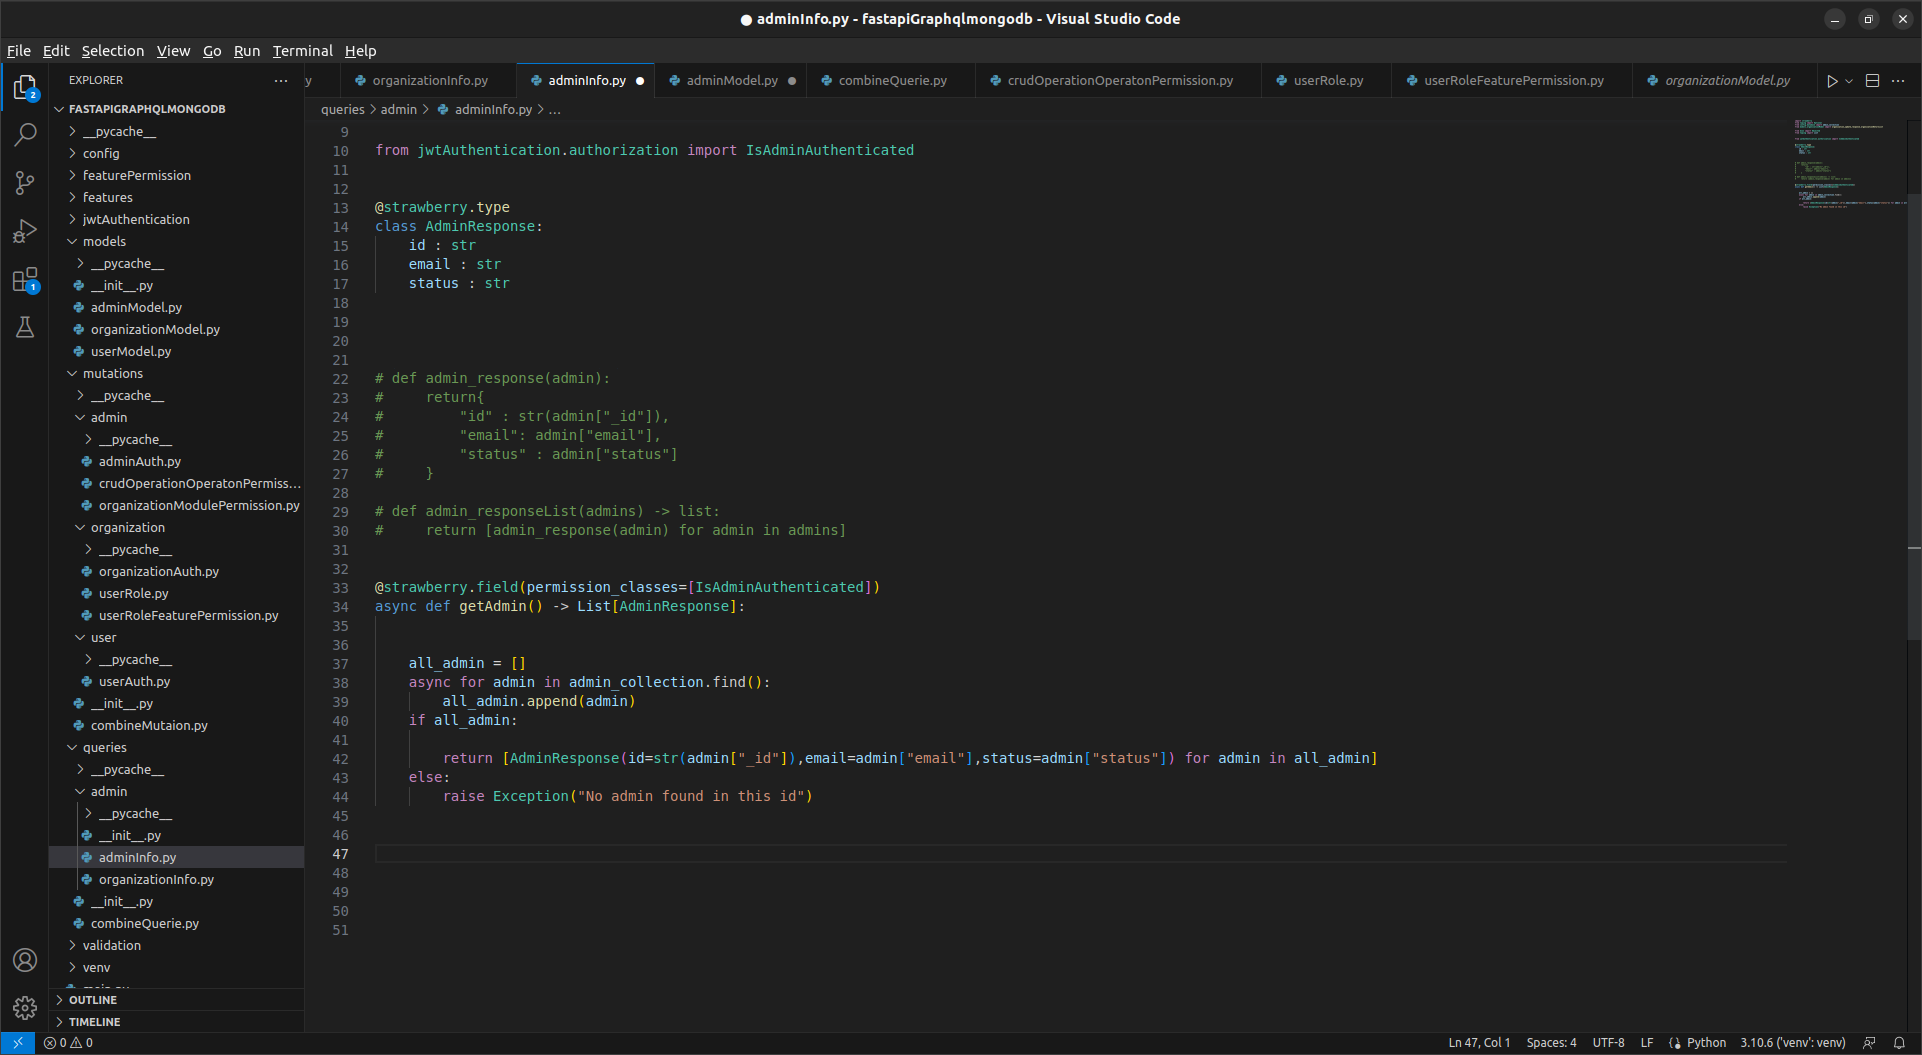 ● adminInfo.py - fastapiGraphqlmongodb - Visual Studio Code
File Edit Selection View Go Run Terminal Help
EXPLORER
y organizationInfo.py adminInfo.py adminModel.py combineQuerie.py crudOperationOperatonPermission.py userRole.py userRoleFeaturePermission.py organizationModel.py
queries > admin > adminInfo.py > ...
2
1
FASTAPIGRAPHQLMONGODB
__pycache__
config
featurePermission
features
jwtAuthentication
models
__pycache__
__init__.py
adminModel.py
organizationModel.py
userModel.py
mutations
__pycache__
admin
__pycache__
adminAuth.py
crudOperationOperatonPermiss...
organizationModulePermission.py
organization
__pycache__
organizationAuth.py
userRole.py
userRoleFeaturePermission.py
user
__pycache__
userAuth.py
__init__.py
combineMutaion.py
queries
__pycache__
admin
__pycache__
__init__.py
adminInfo.py
organizationInfo.py
__init__.py
combineQuerie.py
validation
venv
main.py
OUTLINE
TIMELINE
9
10 from jwtAuthentication.authorization import IsAdminAuthenticated
11
12
13 @strawberry.type
14 class AdminResponse:
15     id : str
16     email : str
17     status : str
18
19
20
21
22 # def admin_response(admin):
23 #     return{
24 #         "id" : str(admin["_id"]),
25 #         "email": admin["email"],
26 #         "status" : admin["status"]
27 #     }
28
29 # def admin_responseList(admins) -> list:
30 #     return [admin_response(admin) for admin in admins]
31
32
33 @strawberry.field(permission_classes=[IsAdminAuthenticated])
34 async def getAdmin() -> List[AdminResponse]:
35
36
37     all_admin = []
38     async for admin in admin_collection.find():
39         all_admin.append(admin)
40     if all_admin:
41
42         return [AdminResponse(id=str(admin["_id"]),email=admin["email"],status=admin["status"]) for admin in all_admin]
43     else:
44         raise Exception("No admin found in this id")
45
46
47
48
49
50
51
0 0 Ln 47, Col 1 Spaces: 4 UTF-8 LF Python 3.10.6 ('venv': venv)